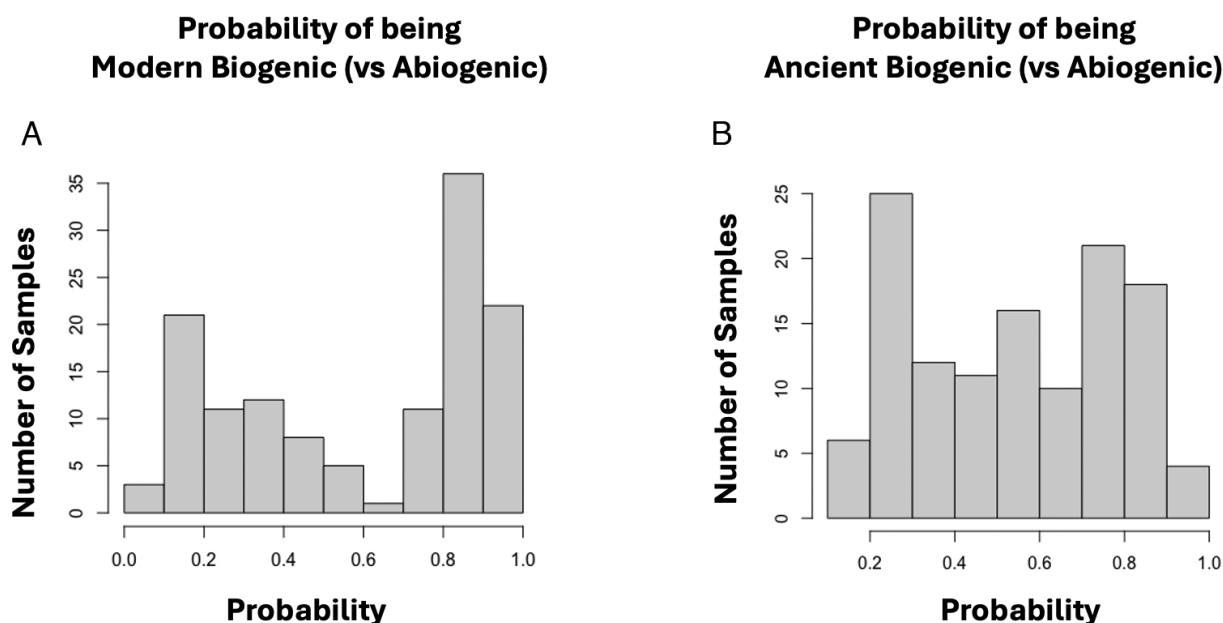 Probability of being
Modern Biogenic (vs Abiogenic)
A
Number of Samples
35
30
25
20
15
10
5
0
0.0 0.2 0.4 0.6 0.8 1.0
Probability
Probability of being
Ancient Biogenic (vs Abiogenic)
B
Number of Samples
25
20
15
10
5
0
0.2 0.4 0.6 0.8 1.0
Probability